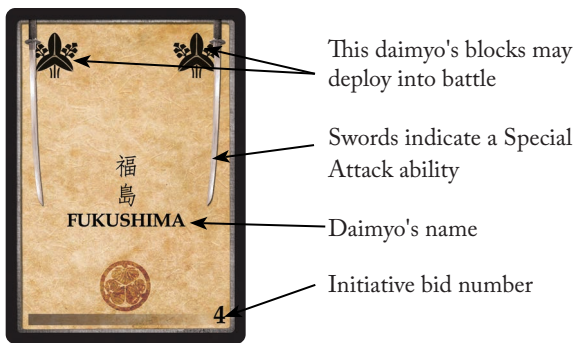 This daimyo's blocks may
deploy into battle
Swords indicate a Special
Attack ability
福
島
FUKUSHIMA
Daimyo's name
Initiative bid number
4